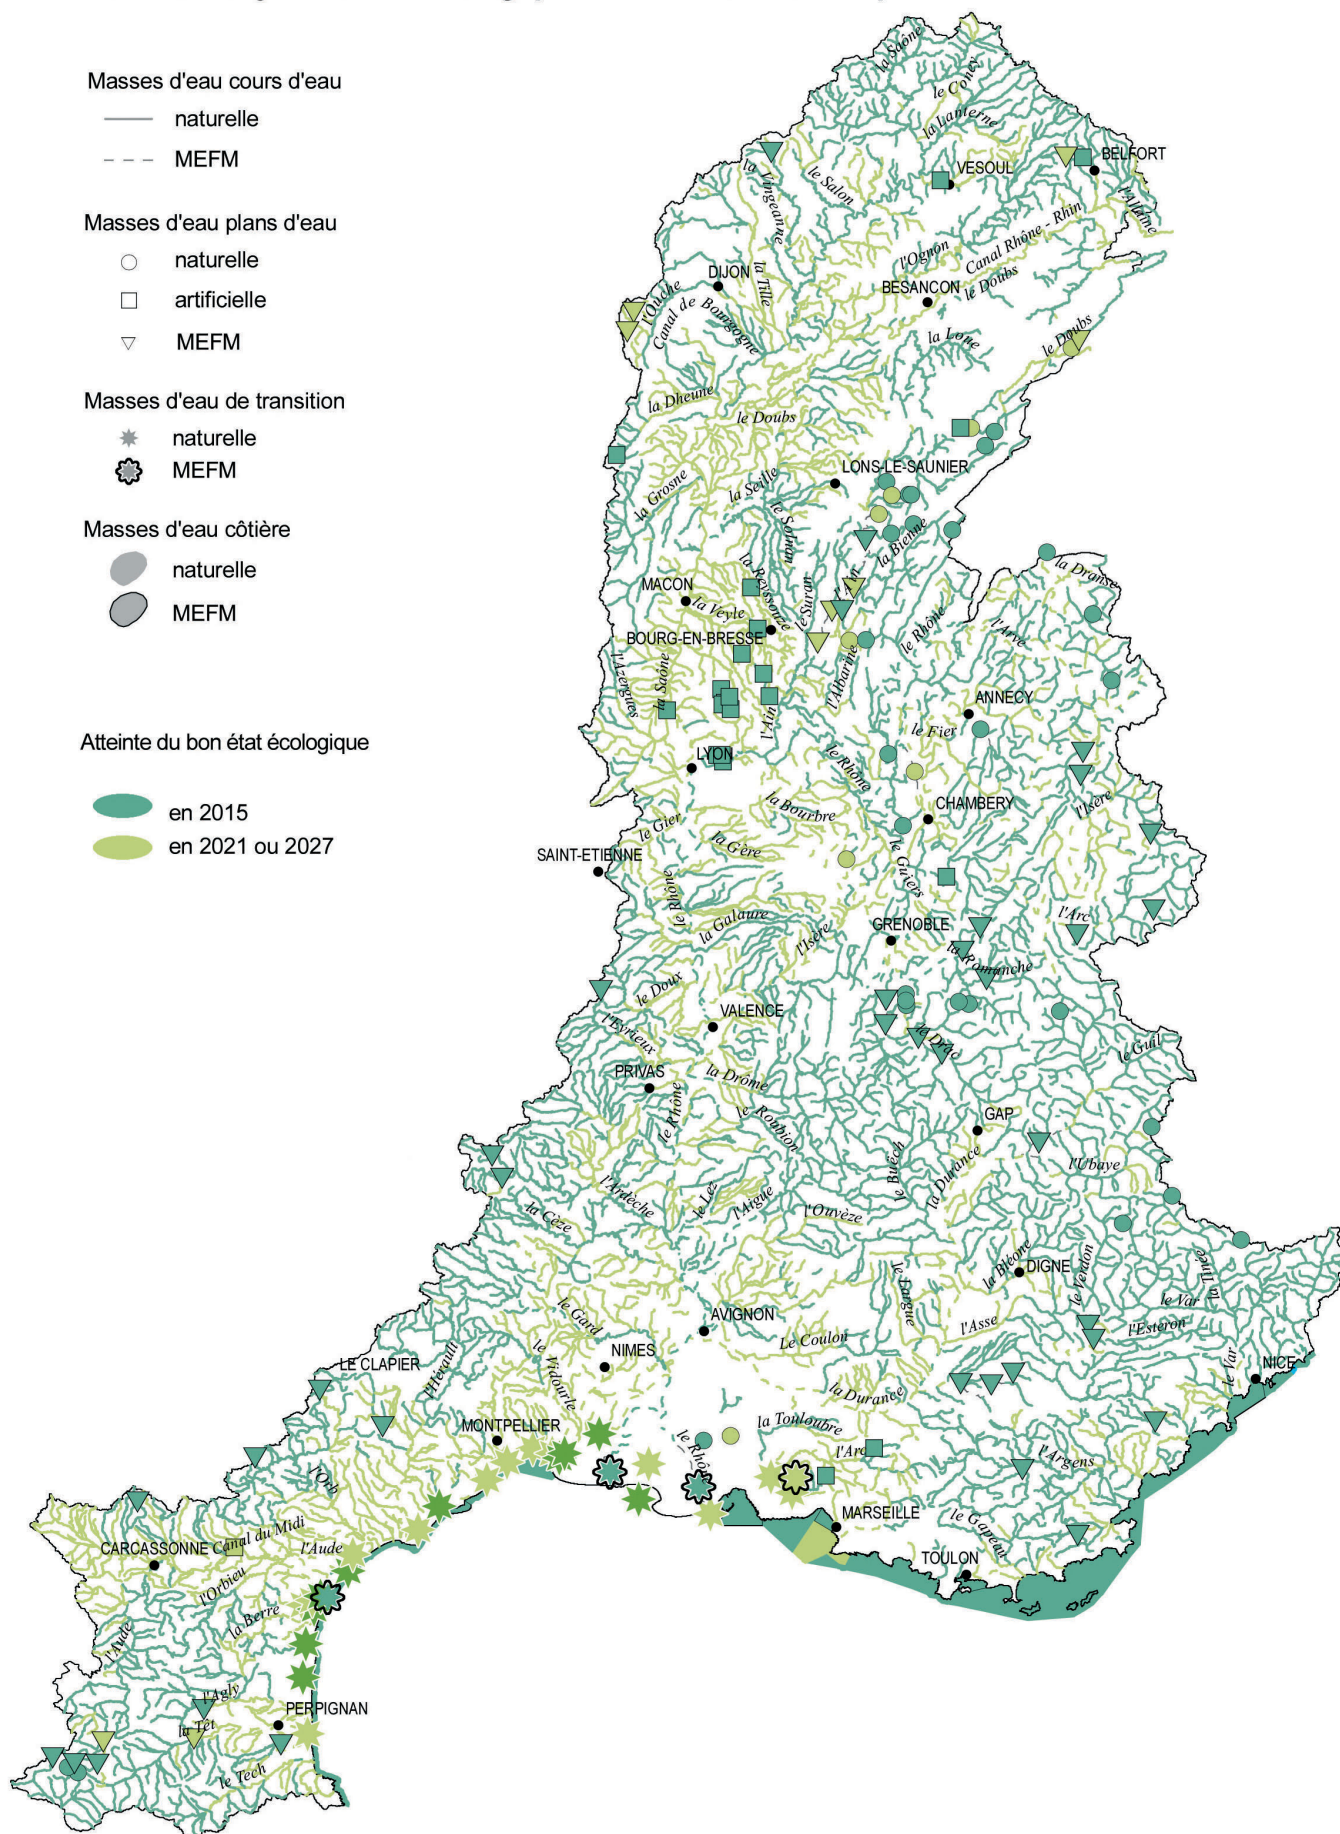 Masses d'eau cours d'eau
naturelle
MEFM
Masses d'eau plans d'eau
naturelle
artificielle
MEFM
Masses d'eau de transition
naturelle
MEFM
Masses d'eau côtière
naturelle
MEFM
Atteinte du bon état écologique
en 2015
en 2021 ou 2027
la Saône
le Coney
la Lanterne
BELFORT
VESOUL
la Vingeanne
le Salon
l'Allaine
Canal Rhône - Rhin
l'Ognon
DIJON
la Tille
BESANCON
le Doubs
l'Ouche
Canal de Bourgogne
la Loue
le Doubs
la Dheune
le Doubs
LONS-LE-SAUNIER
la Seille
la Grosne
le Solnan
la Bienne
la Reyssouze
la Dranse
MACON
la Veyle
le Suran
l'Ain
BOURG-EN-BRESSE
le Rhône
l'Arve
l'Azergues
la Saône
l'Albarine
ANNECY
l'Ain
le Fier
LYON
le Rhône
l'Isère
la Bourbre
CHAMBERY
le Gier
la Gère
SAINT-ETIENNE
le Guiers
le Rhône
l'Arc
la Galaure
l'Isère
GRENOBLE
la Romanche
le Doux
VALENCE
l'Eyrieux
le Drac
le Guil
PRIVAS
la Drôme
le Rhône
le Roubion
GAP
l'Ubaye
le Buëch
la Durance
l'Ardèche
le Lez
l'Aigue
l'Ouvèze
la Cèze
la Bléone
DIGNE
le Verdon
la Tinée
le Largue
le Var
le Gard
AVIGNON
Le Coulon
l'Asse
l'Estéron
NIMES
LE CLAPIER
l'Hérault
le Vidourle
le Var
NICE
la Durance
MONTPELLIER
la Touloubre
le Rhône
l'Arc
l'Argens
l'Orb
MARSEILLE
le Gapeau
CARCASSONNE
Canal du Midi
l'Aude
TOULON
l'Orbieu
la Berre
l'Aude
l'Agly
PERPIGNAN
la Têt
le Tech